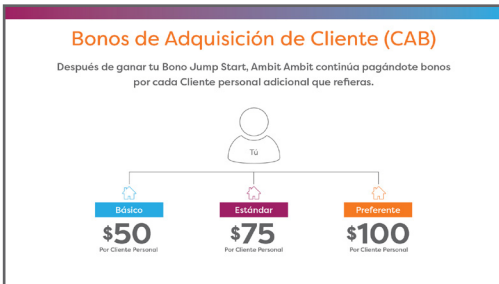 Bonos de Adquisición de Cliente (CAB)
Después de ganar tu Bono Jump Start, Ambit Ambit continúa pagándote bonos
por cada Cliente personal adicional que refieras.
Tú
Básico
Estándar
Preferente
$50
$75
$100
Por Cliente Personal
Por Cliente Personal
Por Cliente Personal